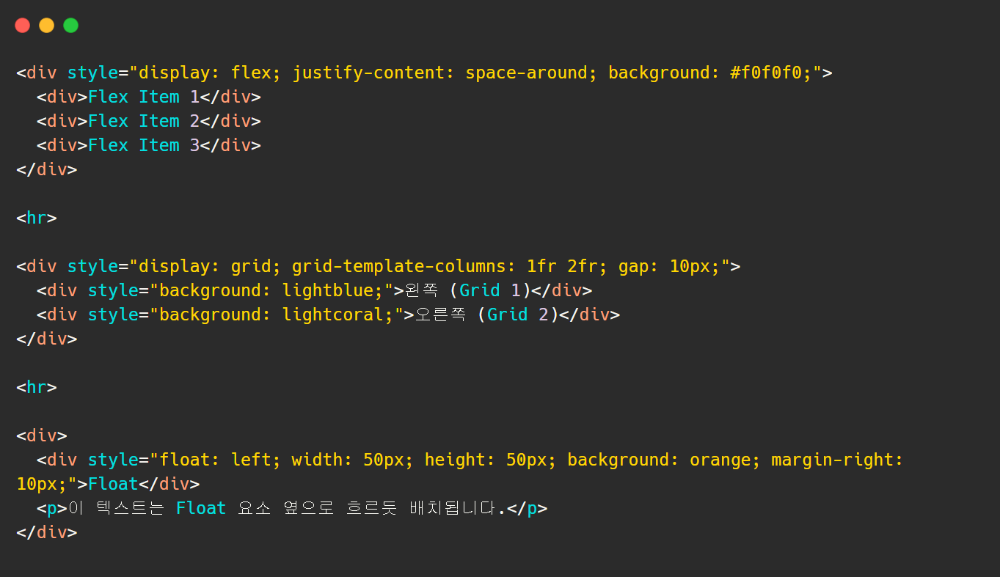 <div style="display: flex; justify-content: space-around; background: #f0f0f0;">
  <div>Flex Item 1</div>
  <div>Flex Item 2</div>
  <div>Flex Item 3</div>
</div>

<hr>

<div style="display: grid; grid-template-columns: 1fr 2fr; gap: 10px;">
  <div style="background: lightblue;">왼쪽 (Grid 1)</div>
  <div style="background: lightcoral;">오른쪽 (Grid 2)</div>
</div>

<hr>

<div>
  <div style="float: left; width: 50px; height: 50px; background: orange; margin-right:
10px;">Float</div>
  <p>이 텍스트는 Float 요소 옆으로 흐르듯 배치됩니다.</p>
</div>